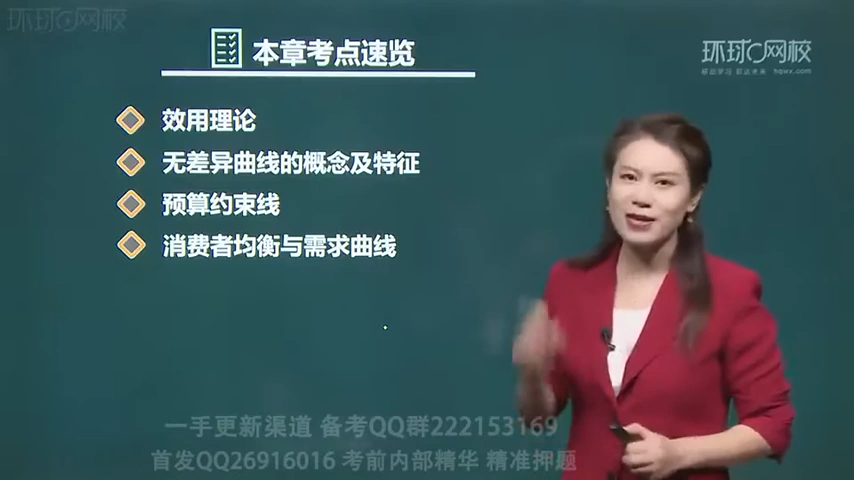 环球网校
本章考点速览
环球网校
hqwx.com
效用理论
无差异曲线的概念及特征
预算约束线
消费者均衡与需求曲线
一手更新渠道 备考QQ群222153169
首发QQ26916016 考前内部精华 精准押题